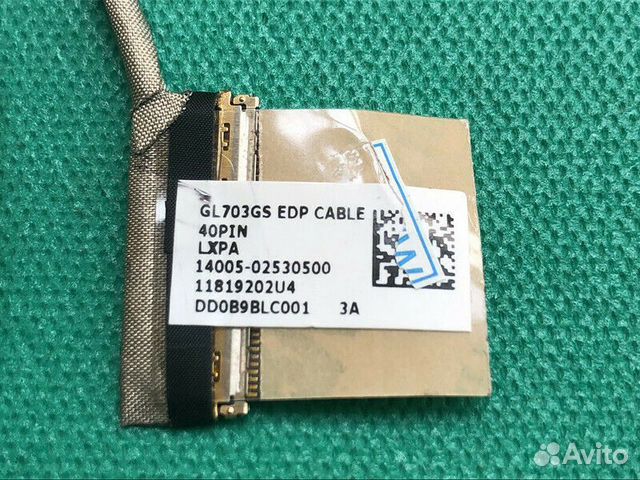 GL703GS EDP CABLE
40PIN
LXPA
14005-02530500
11819202U4
DD0B9BLC001 3A
W
Avito